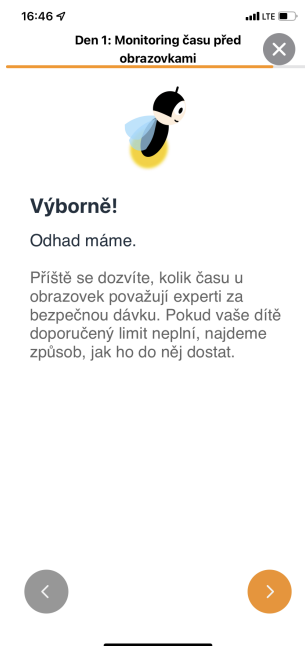 16:46
LTE
Den 1: Monitoring času před
obrazovkami
Výborně!
Odhad máme.
Příště se dozvíte, kolik času u
obrazovek považují experti za
bezpečnou dávku. Pokud vaše dítě
doporučený limit neplní, najdeme
způsob, jak ho do něj dostat.